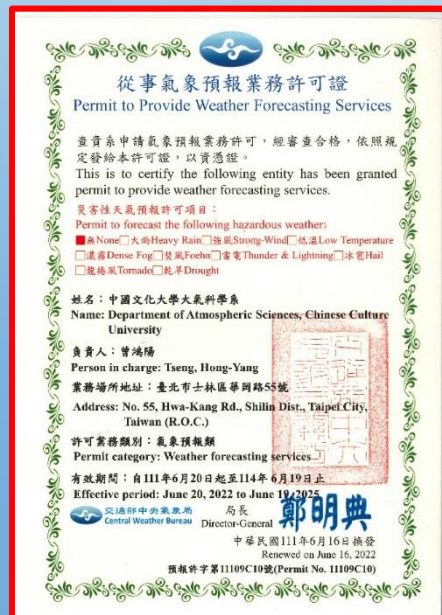 從事氣象預報業務許可證
Permit to Provide Weather Forecasting Services
查貴系申請氣象預報業務許可,經審查合格,依照規
定發給本許可證,以資憑證。
This is to certify the following entity has been granted
permit to provide weather forecasting services.
災害性天氣預報許可項目:
Permit to forecast the following hazardous weather:
■無None□大雨Heavy Rain□強風Strong-Wind□低溫Low Temperature
□濃霧Dense Fog□焚風Foehn□雷電Thunder & Lightning□冰雹Hail
□龍捲風Tornado□乾旱Drought
姓名:中國文化大學大氣科學系
Name: Department of Atmospheric Sciences, Chinese Culture
University
負責人:曾鴻陽
Person in charge: Tseng, Hong-Yang
業務場所地址:臺北市士林區華岡路55號
Address: No. 55, Hwa-Kang Rd., Shilin Dist., Taipei City,
Taiwan (R.O.C.)
許可業務類別:氣象預報類
Permit category: Weather forecasting services
有效期間:自111年6月20日起至114年6月19日止
Effective period: June 20, 2022 to June 19, 2025
交通部中央氣象局 局長
Central Weather Bureau Director-General 鄭明典
中華民國111年6月16日換發
Renewed on June 16, 2022
預報許字第11109C10號(Permit No. 11109C10)